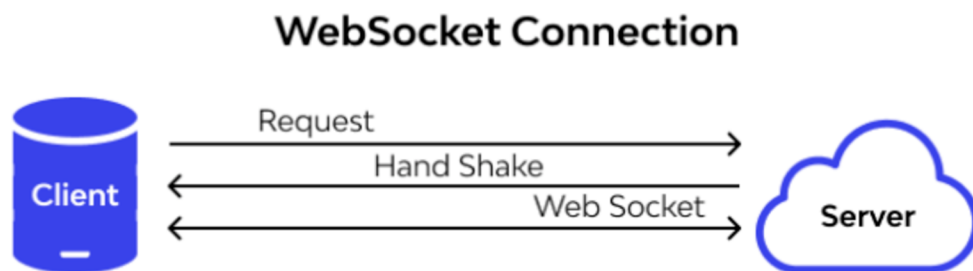 WebSocket Connection
Request
Hand Shake
Client
Web Socket
Server